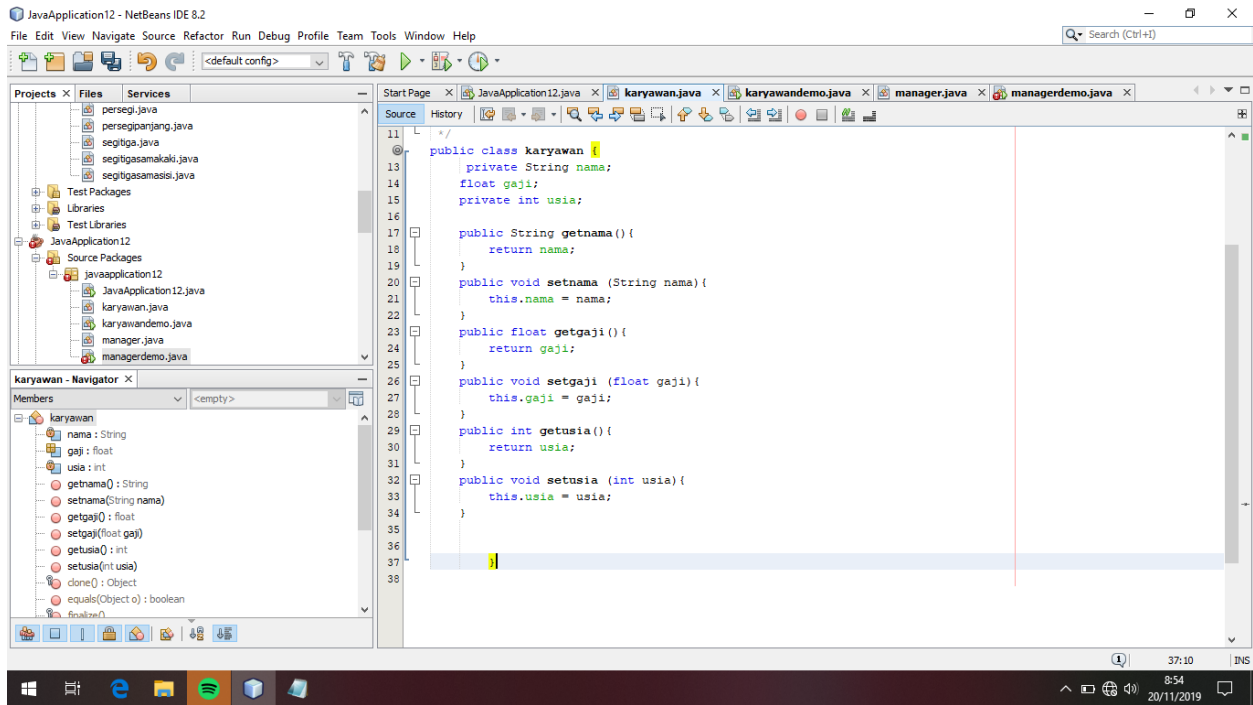 JavaApplication12 - NetBeans IDE 8.2
File Edit View Navigate Source Refactor Run Debug Profile Team Tools Window Help
Search (Ctrl+I)
<default config>
Projects Files Services
persegi.java
persegipanjang.java
segitiga.java
segitigasamakaki.java
segitigasamasisi.java
Test Packages
Libraries
Test Libraries
JavaApplication12
Source Packages
javaapplication12
JavaApplication12.java
karyawan.java
karyawandemo.java
manager.java
managerdemo.java
karyawan - Navigator
Members <empty>
karyawan
nama : String
gaji : float
usia : int
getnama() : String
setnama(String nama)
getgaji() : float
setgaji(float gaji)
getusia() : int
setusia(int usia)
clone() : Object
equals(Object o) : boolean
finalize()
Start Page JavaApplication12.java karyawan.java karyawandemo.java manager.java managerdemo.java
Source History
11 */
public class karyawan {
13 private String nama;
14 float gaji;
15 private int usia;
16
17 public String getnama(){
18 return nama;
19 }
20 public void setnama (String nama){
21 this.nama = nama;
22 }
23 public float getgaji(){
24 return gaji;
25 }
26 public void setgaji (float gaji){
27 this.gaji = gaji;
28 }
29 public int getusia(){
30 return usia;
31 }
32 public void setusia (int usia){
33 this.usia = usia;
34 }
35
36
37 }
38
1 37:10 INS
8:54
20/11/2019